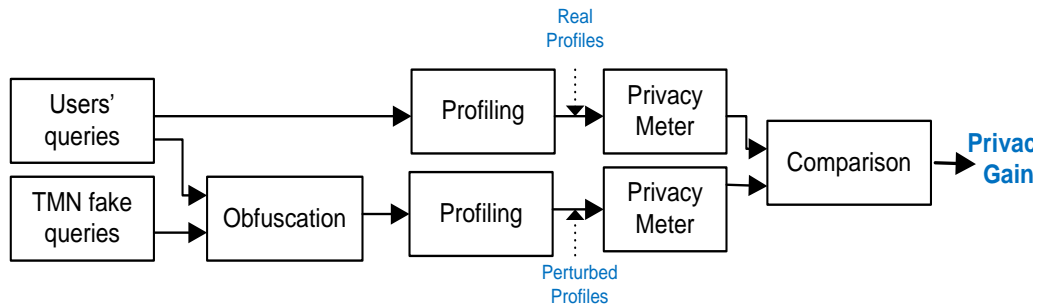 Real
Profiles
Users'
queries
Profiling
Privacy
Meter
Comparison
Privac
Gain
TMN fake
queries
Obfuscation
Profiling
Privacy
Meter
Perturbed
Profiles